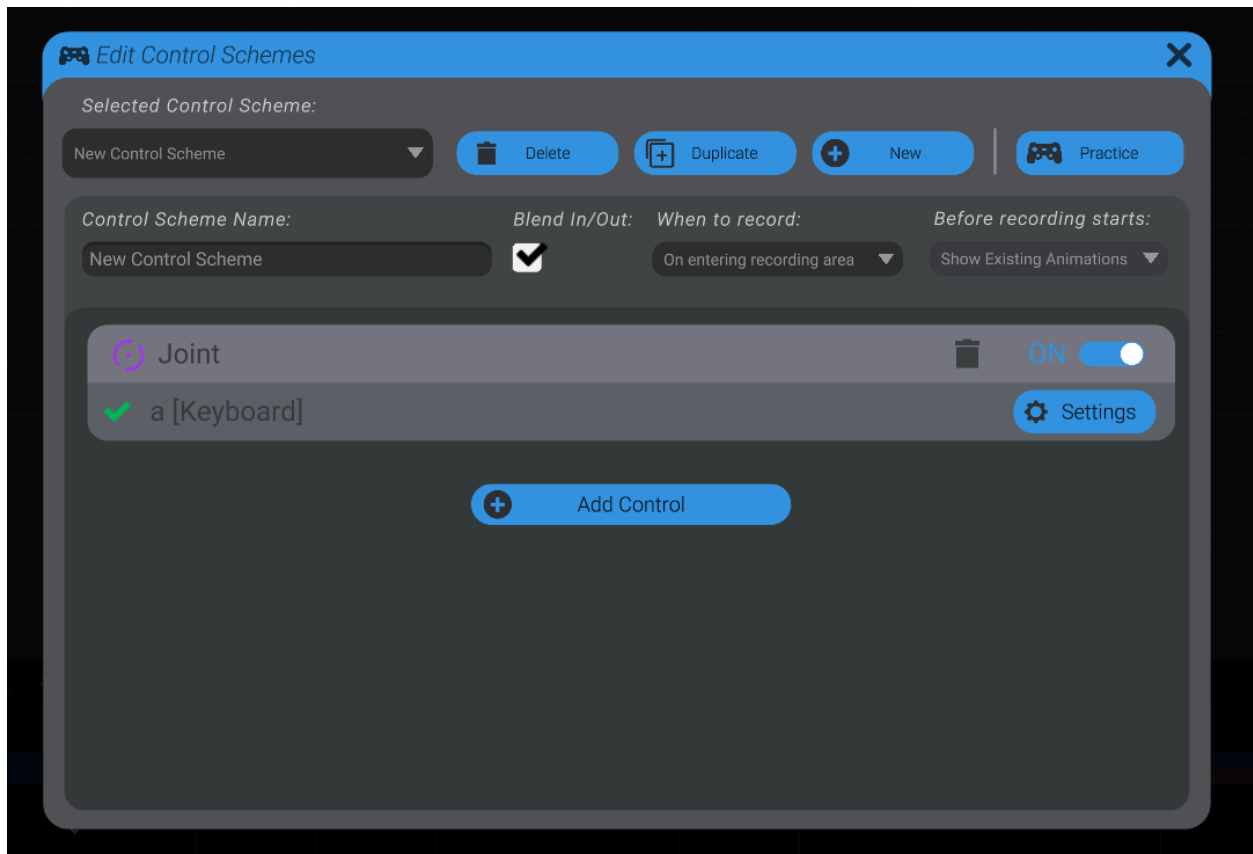 Edit Control Schemes
Selected Control Scheme:
New Control Scheme
Delete
Duplicate
New
Practice
Control Scheme Name:
Blend In/Out:
When to record:
Before recording starts:
New Control Scheme
On entering recording area
Show Existing Animations
Joint
ON
a [Keyboard]
Settings
Add Control